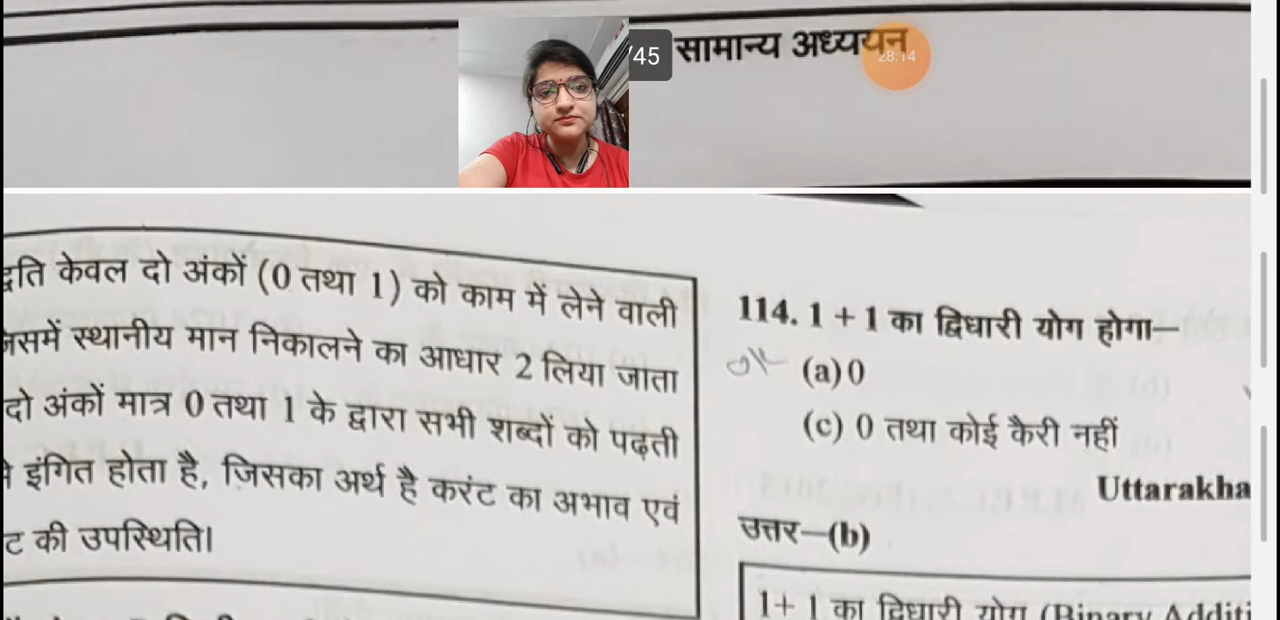 /45 सामान्य अध्ययन
28:14
द्धति केवल दो अंकों (0 तथा 1) को काम में लेने वाली
जिसमें स्थानीय मान निकालने का आधार 2 लिया जाता
दो अंकों मात्र 0 तथा 1 के द्वारा सभी शब्दों को पढ़ती
इंगित होता है, जिसका अर्थ है करंट का अभाव एवं
ट की उपस्थिति।
114. 1 + 1 का द्विधारी योग होगा—
(a) 0
(c) 0 तथा कोई कैरी नहीं
Uttarakha
उत्तर—(b)
1+ 1 का द्विधारी योग (Binary Additi